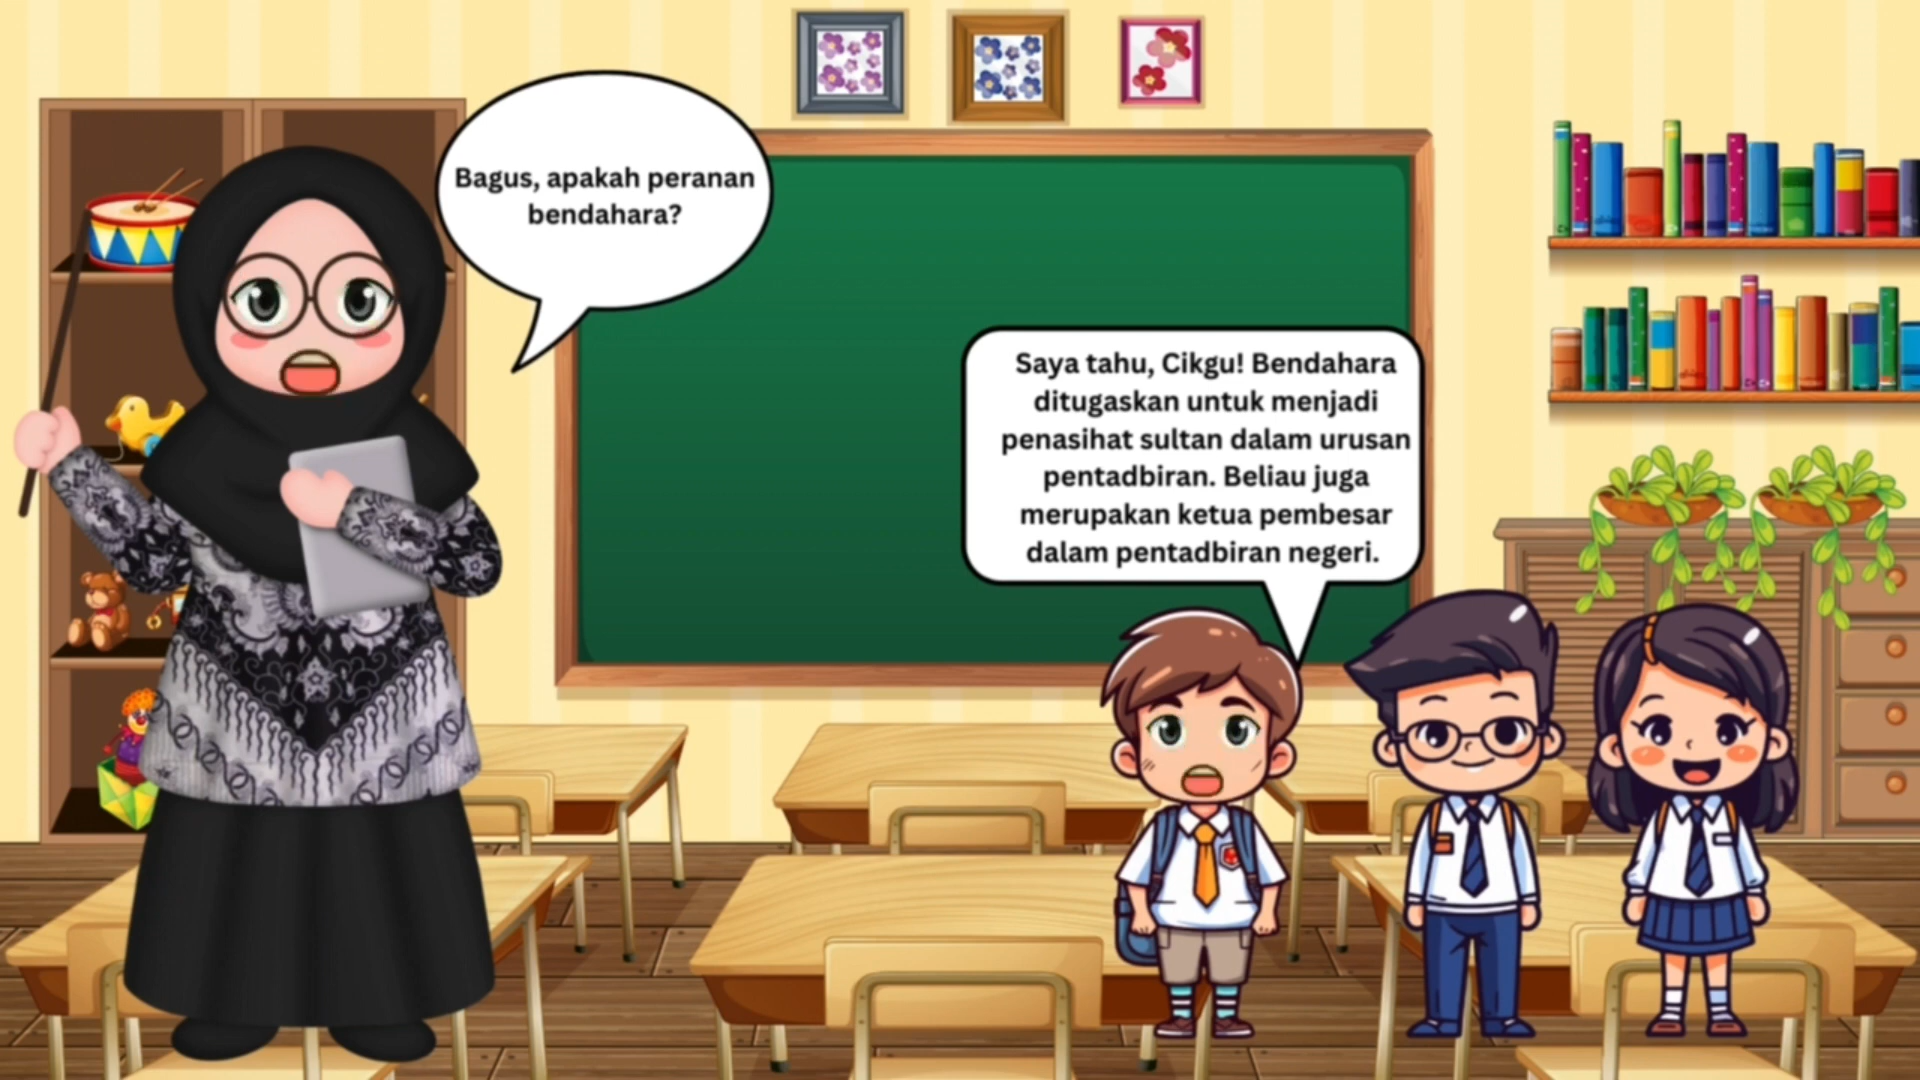 Bagus, apakah peranan
bendahara?
Saya tahu, Cikgu! Bendahara
ditugaskan untuk menjadi
penasihat sultan dalam urusan
pentadbiran. Beliau juga
merupakan ketua pembesar
dalam pentadbiran negeri.